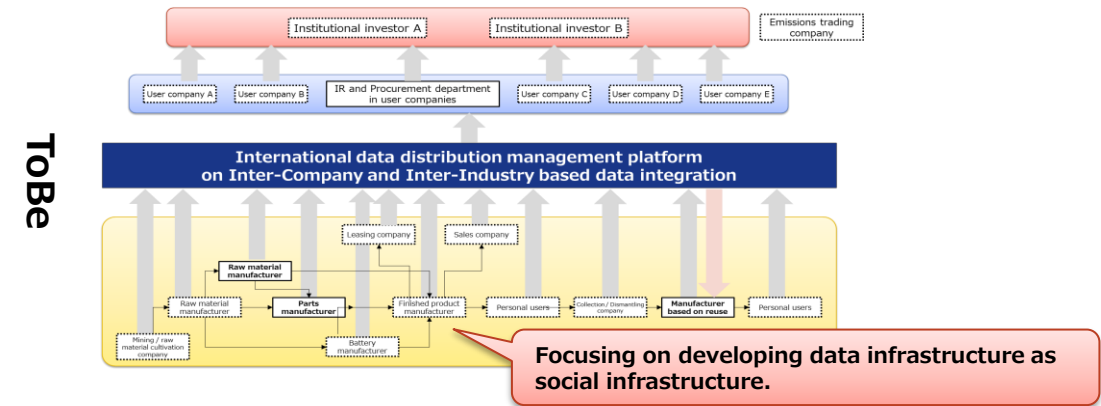 Institutional investor A
Institutional investor B
Emissions trading
company
User company A
User company B
IR and Procurement department
in user companies
User company C
User company D
User company E
ToBe
International data distribution management platform
on Inter-Company and Inter-Industry based data integration
Leasing company
Sales company
Raw material
manufacturer
Raw material
manufacturer
Parts
manufacturer
Finished product
manufacturer
Personal users
Collection / Dismantling
company
Manufacturer
based on reuse
Personal users
Mining / raw
material cultivation
company
Battery
manufacturer
Focusing on developing data infrastructure as
social infrastructure.